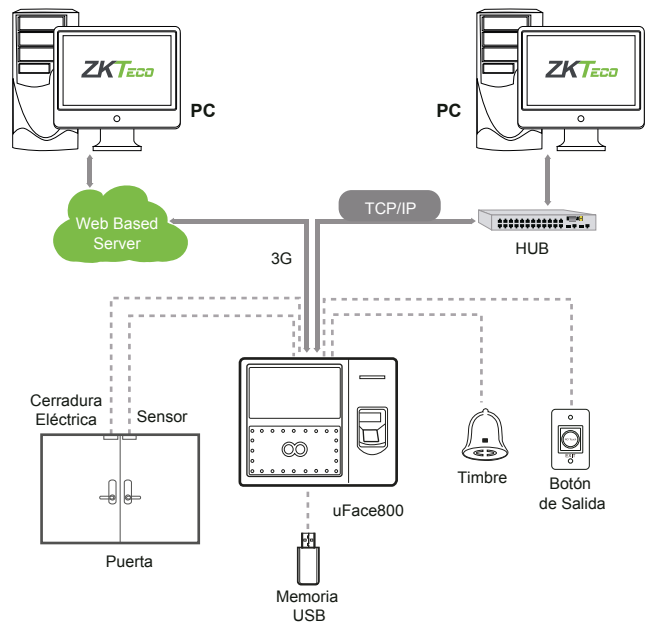 ZKTECO
PC
ZKTECO
PC
Web Based
Server
TCP/IP
HUB
3G
Cerradura
Eléctrica
Sensor
Puerta
uFace800
Timbre
EXIT
Botón
de Salida
Memoria
USB